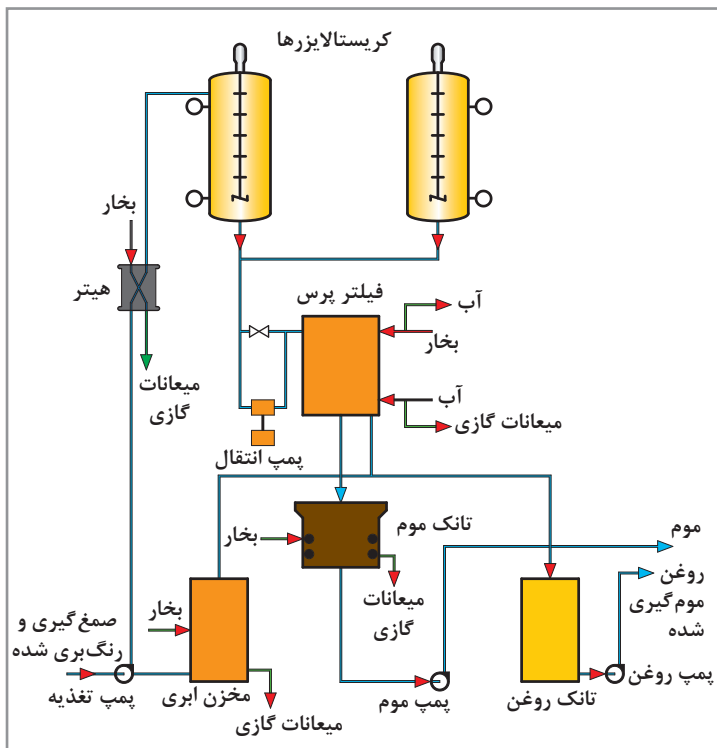 کریستالایزرها
بخار
هیتر
میعانات
گازی
فیلتر پرس
آب
بخار
آب
میعانات گازی
پمپ انتقال
تانک موم
بخار
میعانات
گازی
موم
روغن
موم‌گیری
شده
صمغ‌گیری و
رنگ‌بری شده
بخار
پمپ تغذیه
مخزن ابری
میعانات گازی
پمپ موم
تانک روغن
پمپ روغن